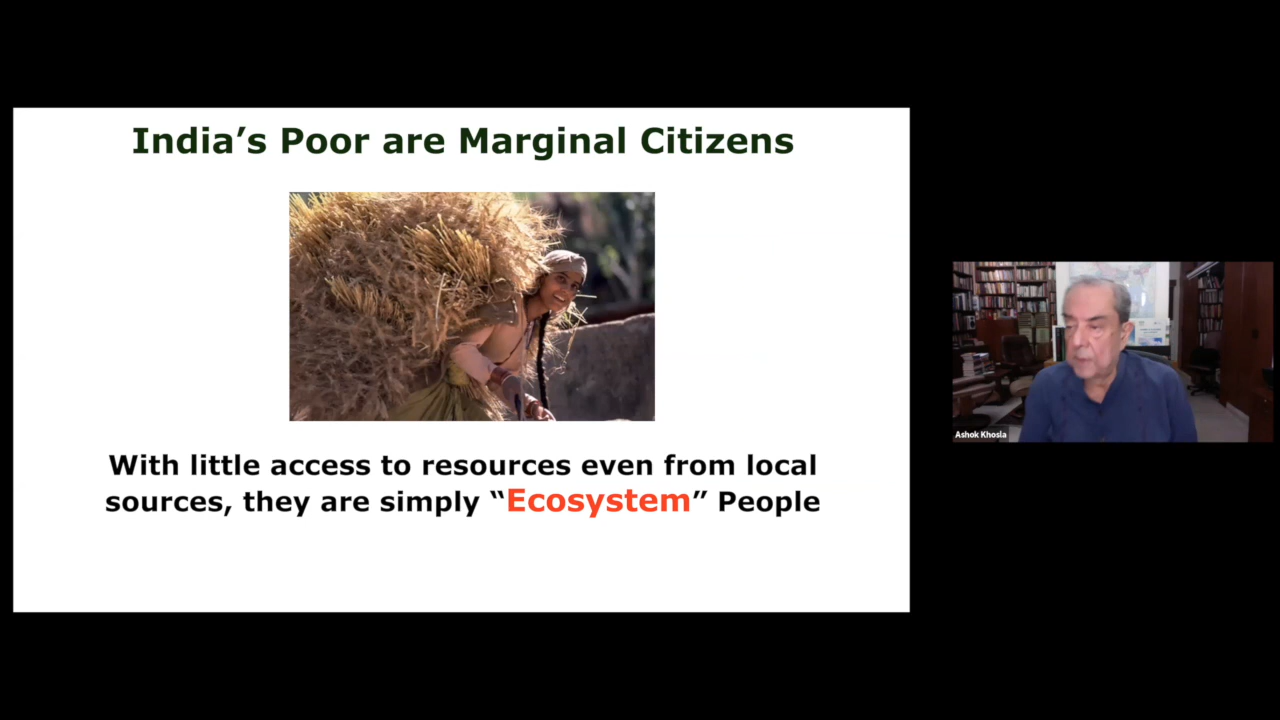 India’s Poor are Marginal Citizens
With little access to resources even from local
sources, they are simply “Ecosystem” People
Ashok Khosla